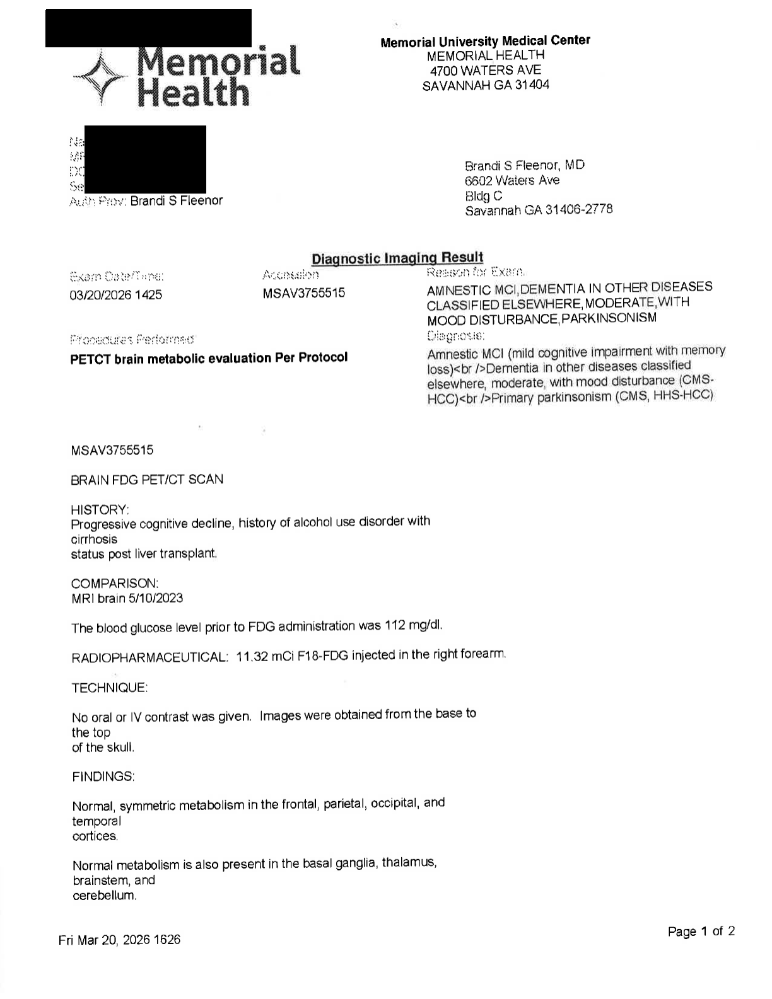 Memorial
Health
Memorial University Medical Center
MEMORIAL HEALTH
4700 WATERS AVE
SAVANNAH GA 31404
Na
MR
DO
Se
Auth Prov: Brandi S Fleenor
Brandi S Fleenor, MD
6602 Waters Ave
Bldg C
Savannah GA 31406-2778
Diagnostic Imaging Result
Exam Date/Time:
03/20/2026 1425
Accession
MSAV3755515
Reason for Exam:
AMNESTIC MCI,DEMENTIA IN OTHER DISEASES
CLASSIFIED ELSEWHERE,MODERATE,WITH
MOOD DISTURBANCE,PARKINSONISM
Procedures Performed
PETCT brain metabolic evaluation Per Protocol
Diagnosis:
Amnestic MCI (mild cognitive impairment with memory
loss)<br />Dementia in other diseases classified
elsewhere, moderate, with mood disturbance (CMS-
HCC)<br />Primary parkinsonism (CMS, HHS-HCC)
MSAV3755515
BRAIN FDG PET/CT SCAN
HISTORY:
Progressive cognitive decline, history of alcohol use disorder with
cirrhosis
status post liver transplant.
COMPARISON:
MRI brain 5/10/2023
The blood glucose level prior to FDG administration was 112 mg/dl.
RADIOPHARMACEUTICAL: 11.32 mCi F18-FDG injected in the right forearm.
TECHNIQUE:
No oral or IV contrast was given. Images were obtained from the base to
the top
of the skull.
FINDINGS:
Normal, symmetric metabolism in the frontal, parietal, occipital, and
temporal
cortices.
Normal metabolism is also present in the basal ganglia, thalamus,
brainstem, and
cerebellum.
Fri Mar 20, 2026 1626
Page 1 of 2